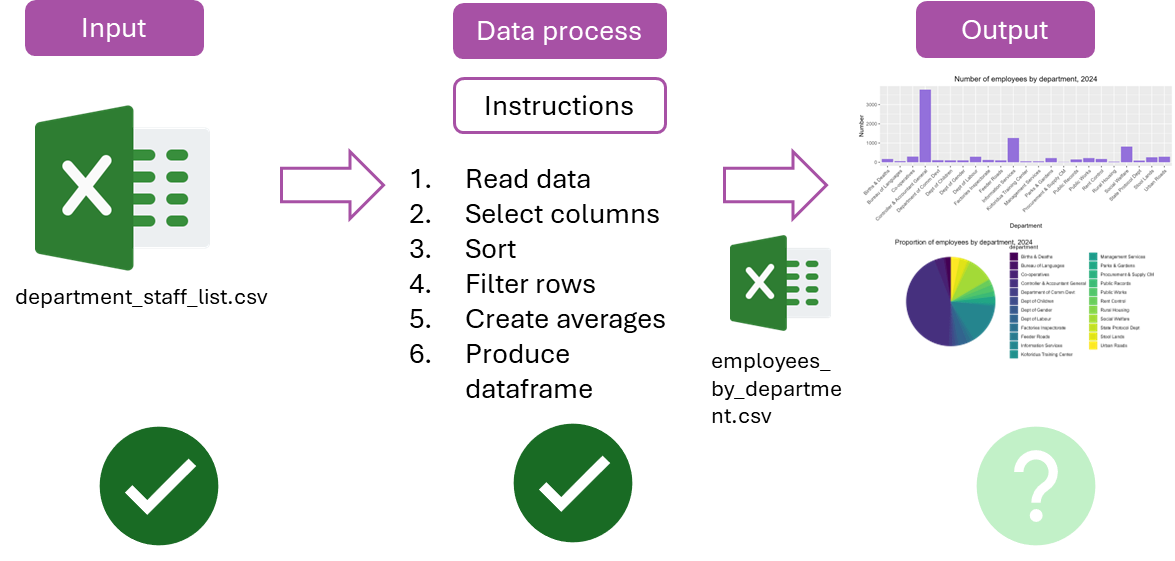 Input
Data process
Output
Instructions
1. Read data
2. Select columns
3. Sort
4. Filter rows
5. Create averages
6. Produce
dataframe
department_staff_list.csv
employees_
by_departme
nt.csv
Number of employees by department, 2024
Number
3000
2000
1000
0
Births & Deaths
Bureau of Languages
Co-operatives
Controller & Accountant General
Department of Comm Devt
Dept of Children
Dept of Gender
Dept of Labour
Factories Inspectorate
Feeder Roads
Information Services
Koforidua Training Center
Management Services
Parks & Gardens
Procurement & Supply CM
Public Records
Public Works
Rent Control
Rural Housing
Social Welfare
State Protocol Dept
Stool Lands
Urban Roads
Department
Proportion of employees by department, 2024
department
Births & Deaths
Bureau of Languages
Co-operatives
Controller & Accountant General
Department of Comm Devt
Dept of Children
Dept of Gender
Dept of Labour
Factories Inspectorate
Feeder Roads
Information Services
Koforidua Training Center
Management Services
Parks & Gardens
Procurement & Supply CM
Public Records
Public Works
Rent Control
Rural Housing
Social Welfare
State Protocol Dept
Stool Lands
Urban Roads
?